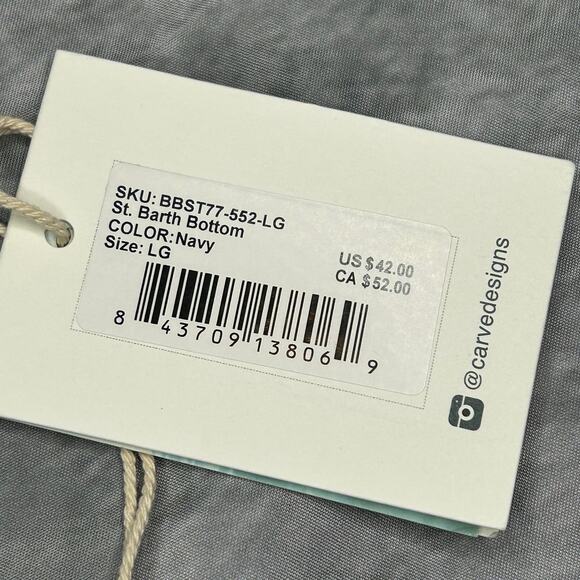 SKU: BBST77-552-LG
St. Barth Bottom
COLOR: Navy
Size: LG
US $42.00
CA $52.00
8 43709 13806 9
@carvedesigns